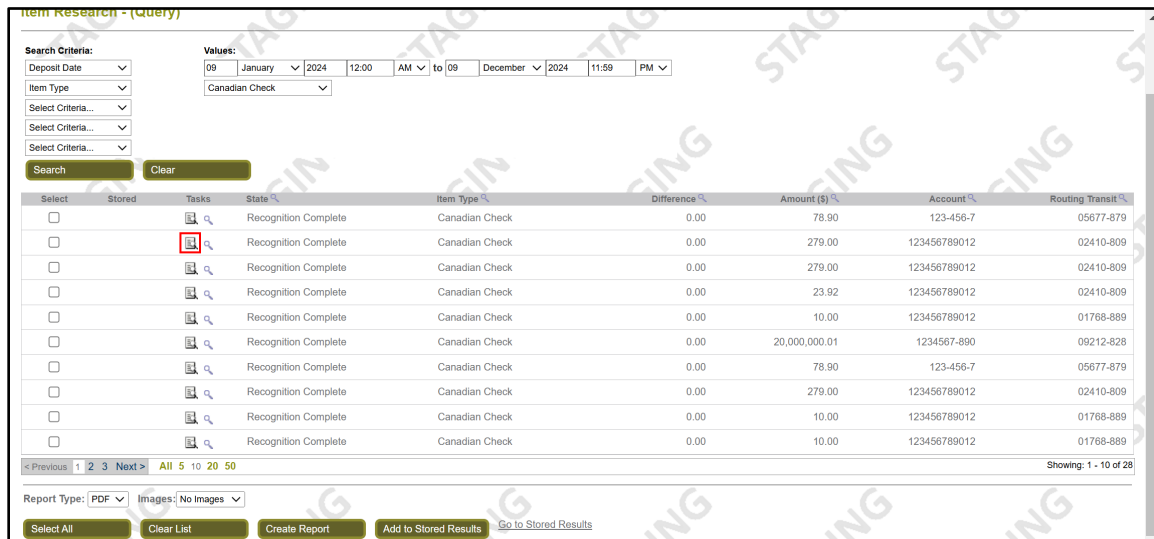 Item Research - (Query)
Search Criteria: Values:
Deposit Date 09 January 2024 12:00 AM to 09 December 2024 11:59 PM
Item Type Canadian Check
Select Criteria...
Select Criteria...
Select Criteria...
Search Clear
Select Stored Tasks State Item Type Difference Amount ($) Account Routing Transit
Recognition Complete Canadian Check 0.00 78.90 123-456-7 05677-879
Recognition Complete Canadian Check 0.00 279.00 123456789012 02410-809
Recognition Complete Canadian Check 0.00 279.00 123456789012 02410-809
Recognition Complete Canadian Check 0.00 23.92 123456789012 02410-809
Recognition Complete Canadian Check 0.00 10.00 123456789012 01768-889
Recognition Complete Canadian Check 0.00 20,000,000.01 1234567-890 09212-828
Recognition Complete Canadian Check 0.00 78.90 123-456-7 05677-879
Recognition Complete Canadian Check 0.00 279.00 123456789012 02410-809
Recognition Complete Canadian Check 0.00 10.00 123456789012 01768-889
Recognition Complete Canadian Check 0.00 10.00 123456789012 01768-889
< Previous 1 2 3 Next > All 5 10 20 50 Showing: 1 - 10 of 28
Report Type: PDF Images: No Images
Select All Clear List Create Report Add to Stored Results Go to Stored Results